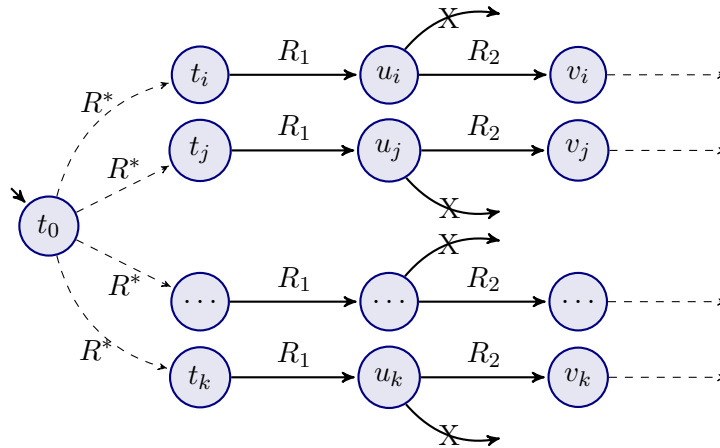 X
R* t_i R_1 u_i R_2 v_i
R* t_j R_1 u_j R_2 v_j
X
t_0
X
R* ... R_1 ... R_2 ...
R* t_k R_1 u_k R_2 v_k
X